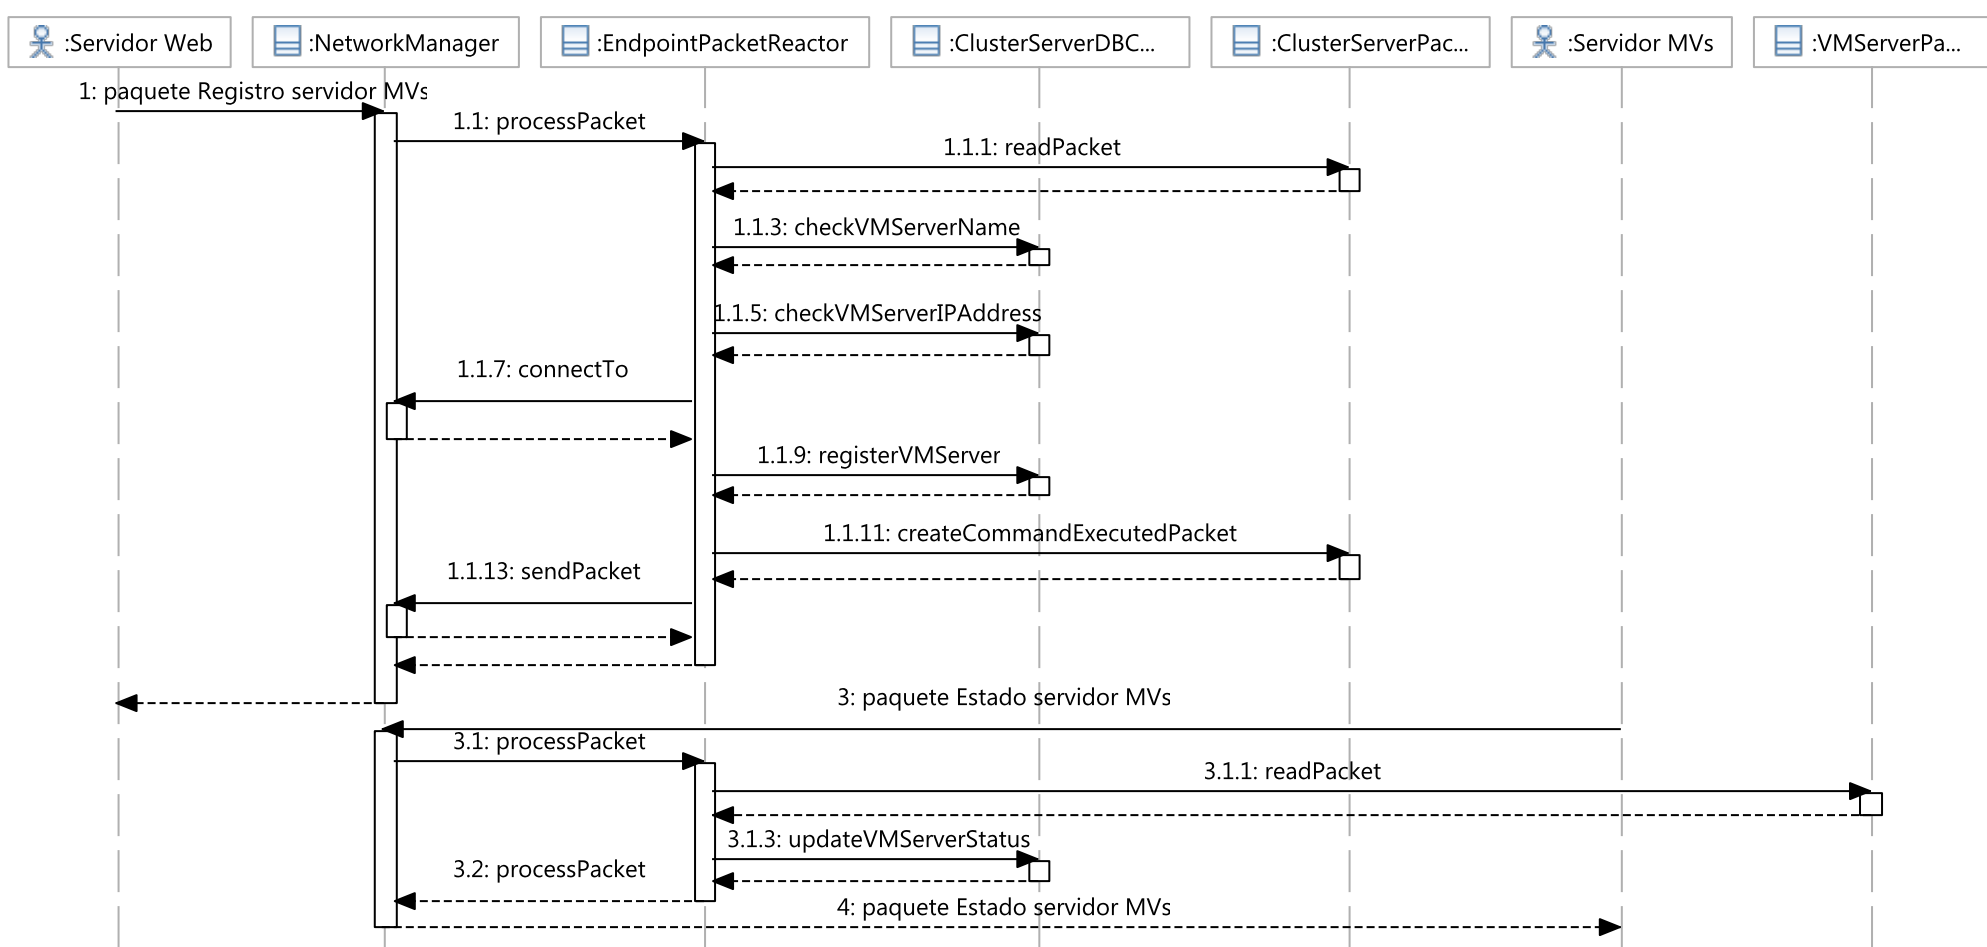 :Servidor Web
:NetworkManager
:EndpointPacketReactor
:ClusterServerDBC...
:ClusterServerPac...
:Servidor MVs
:VMServerPa...
1: paquete Registro servidor MVs
1.1: processPacket
1.1.1: readPacket
1.1.3: checkVMServerName
1.1.5: checkVMServerIPAddress
1.1.7: connectTo
1.1.9: registerVMServer
1.1.11: createCommandExecutedPacket
1.1.13: sendPacket
3: paquete Estado servidor MVs
3.1: processPacket
3.1.1: readPacket
3.1.3: updateVMServerStatus
3.2: processPacket
4: paquete Estado servidor MVs